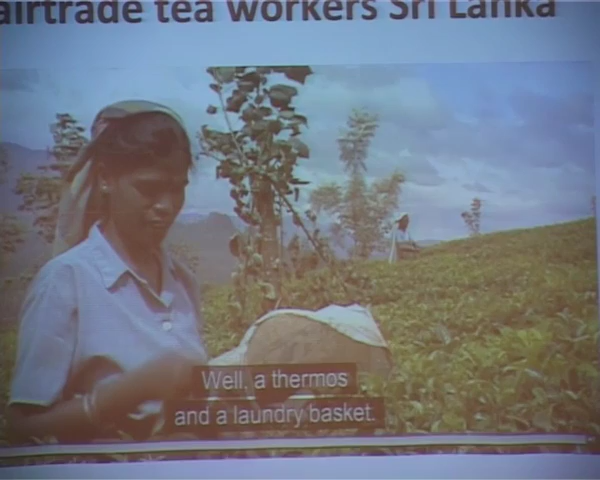 airtrade tea workers Sri Lanka
Well, a thermos
and a laundry basket.